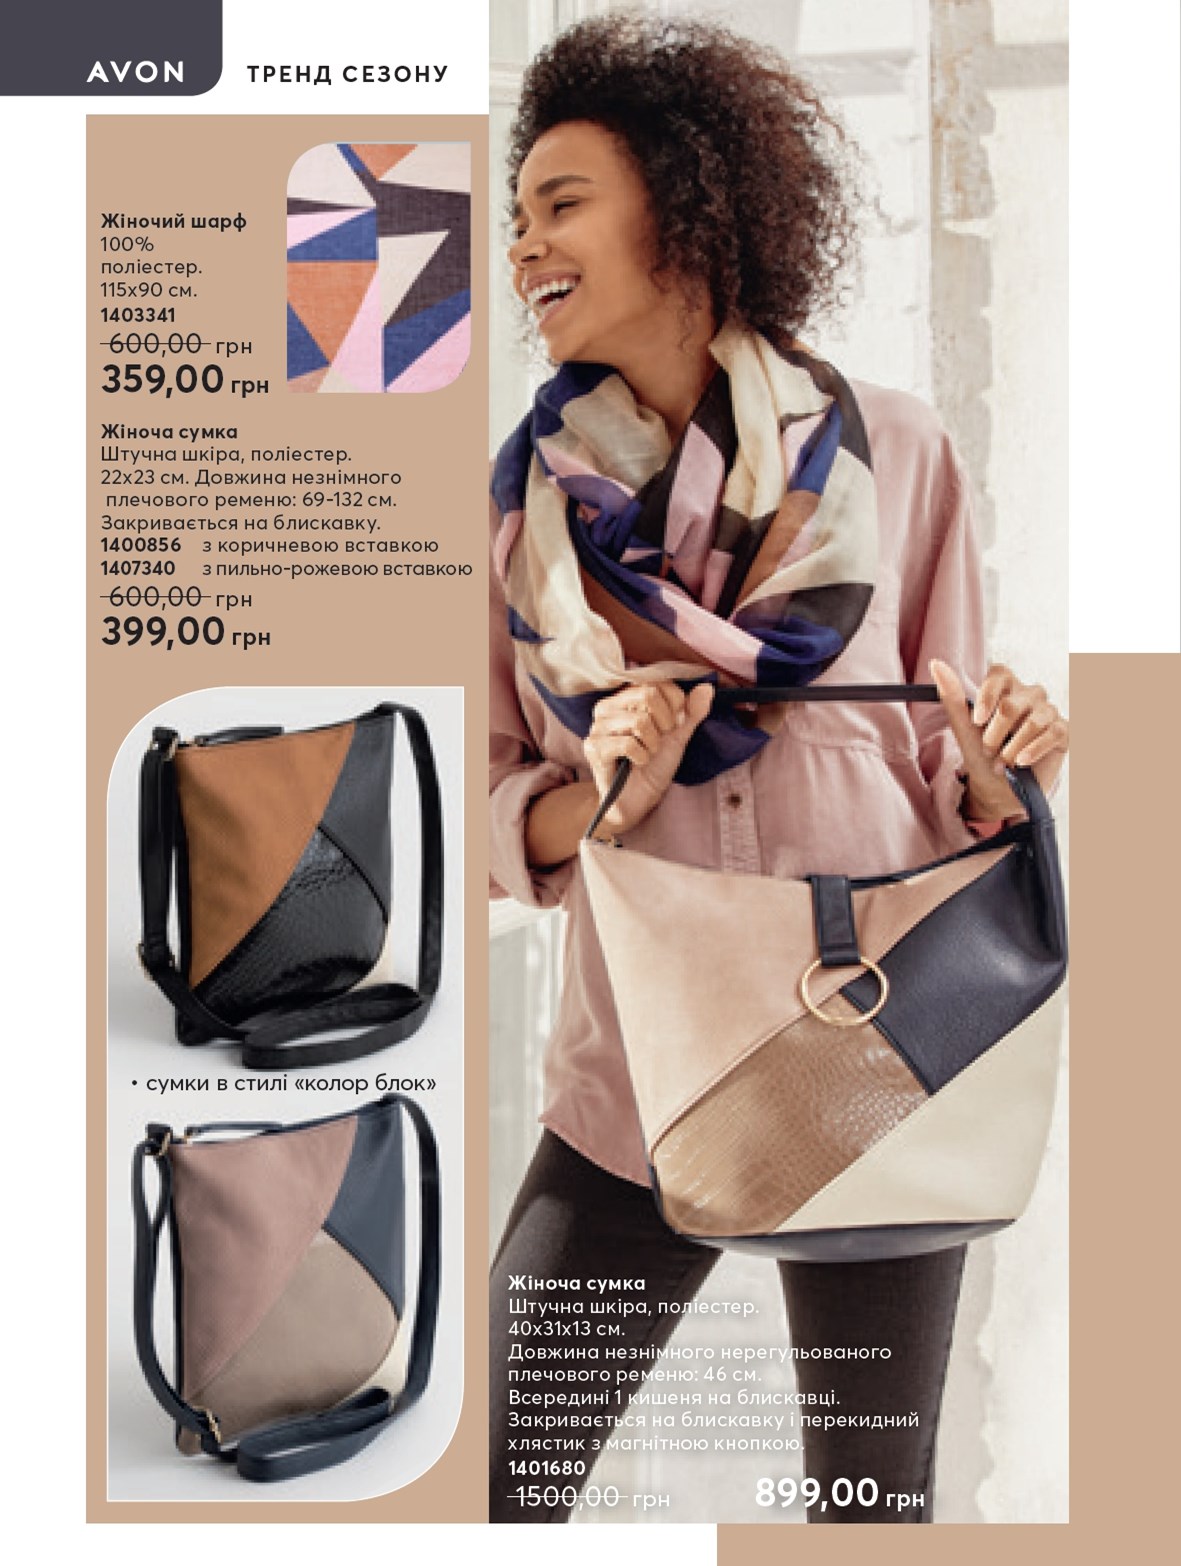 AVON
ТРЕНД СЕЗОНУ
Жіночий шарф
100%
поліестер.
115х90 см.
1403341
600,00 грн
359,00 грн
Жіноча сумка
Штучна шкіра, поліестер.
22х23 см. Довжина незнімного
плечового ременю: 69-132 см.
Закривається на блискавку.
1400856 з коричневою вставкою
1407340 з пильно-рожевою вставкою
600,00 грн
399,00 грн
• сумки в стилі «колор блок»
Жіноча сумка
Штучна шкіра, поліестер.
40х31х13 см.
Довжина незнімного нерегульованого
плечового ременю: 46 см.
Всередині 1 кишеня на блискавці.
Закривається на блискавку і перекидний
хлястик з магнітною кнопкою.
1401680
1500,00 грн 899,00 грн